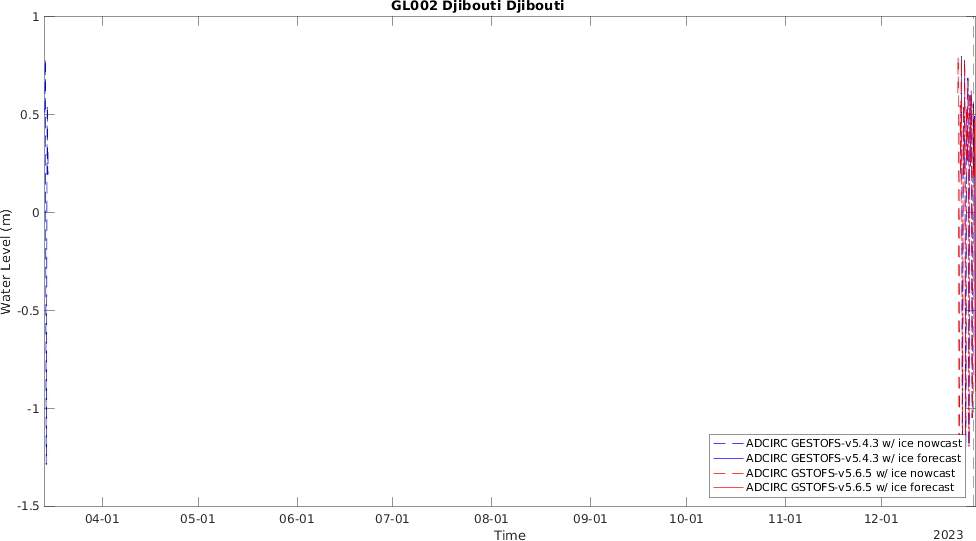 GL002 Djibouti Djibouti
1
0.5
0
-0.5
-1
-1.5
Water Level (m)
04-01 05-01 06-01 07-01 08-01 09-01 10-01 11-01 12-01
Time
2023
ADCIRC GESTOFS-v5.4.3 w/ ice nowcast
ADCIRC GESTOFS-v5.4.3 w/ ice forecast
ADCIRC GSTOFS-v5.6.5 w/ ice nowcast
ADCIRC GSTOFS-v5.6.5 w/ ice forecast